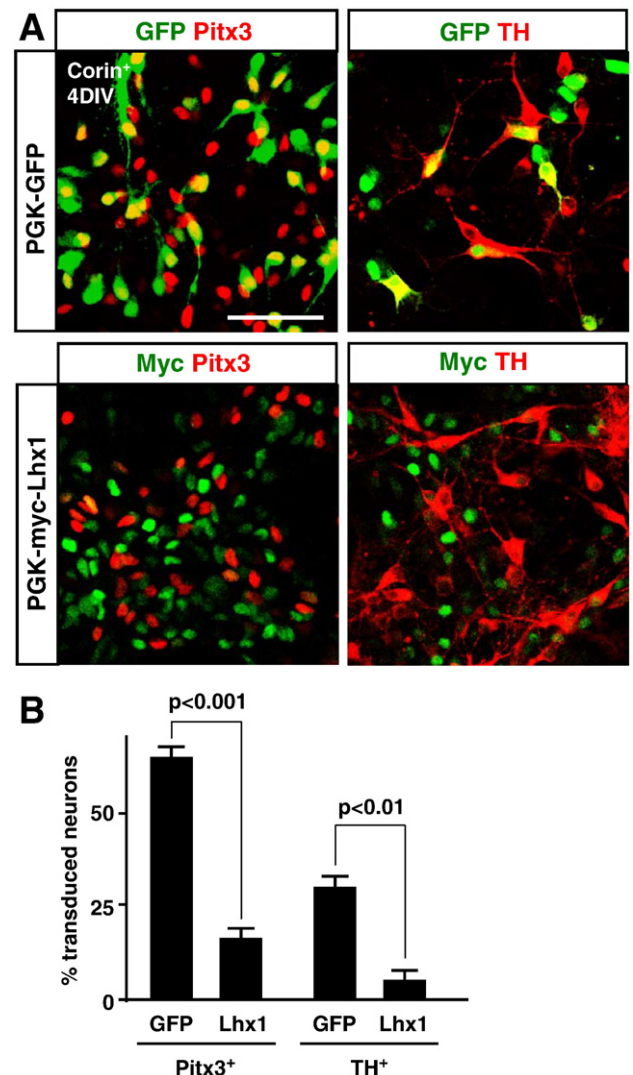 A
GFP Pitx3
GFP TH
PGK-GFP
Corin+
4DIV
Myc Pitx3
Myc TH
PGK-myc-Lhx1
B
p<0.001
p<0.01
% transduced neurons
50
25
0
GFP Lhx1 GFP Lhx1
Pitx3+ TH+